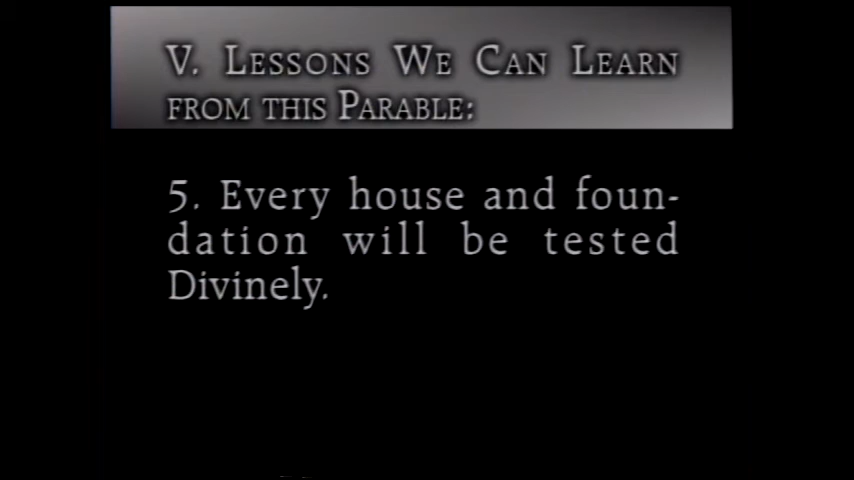 V. Lessons We Can Learn
from this Parable:
5. Every house and foun-
dation will be tested
Divinely.